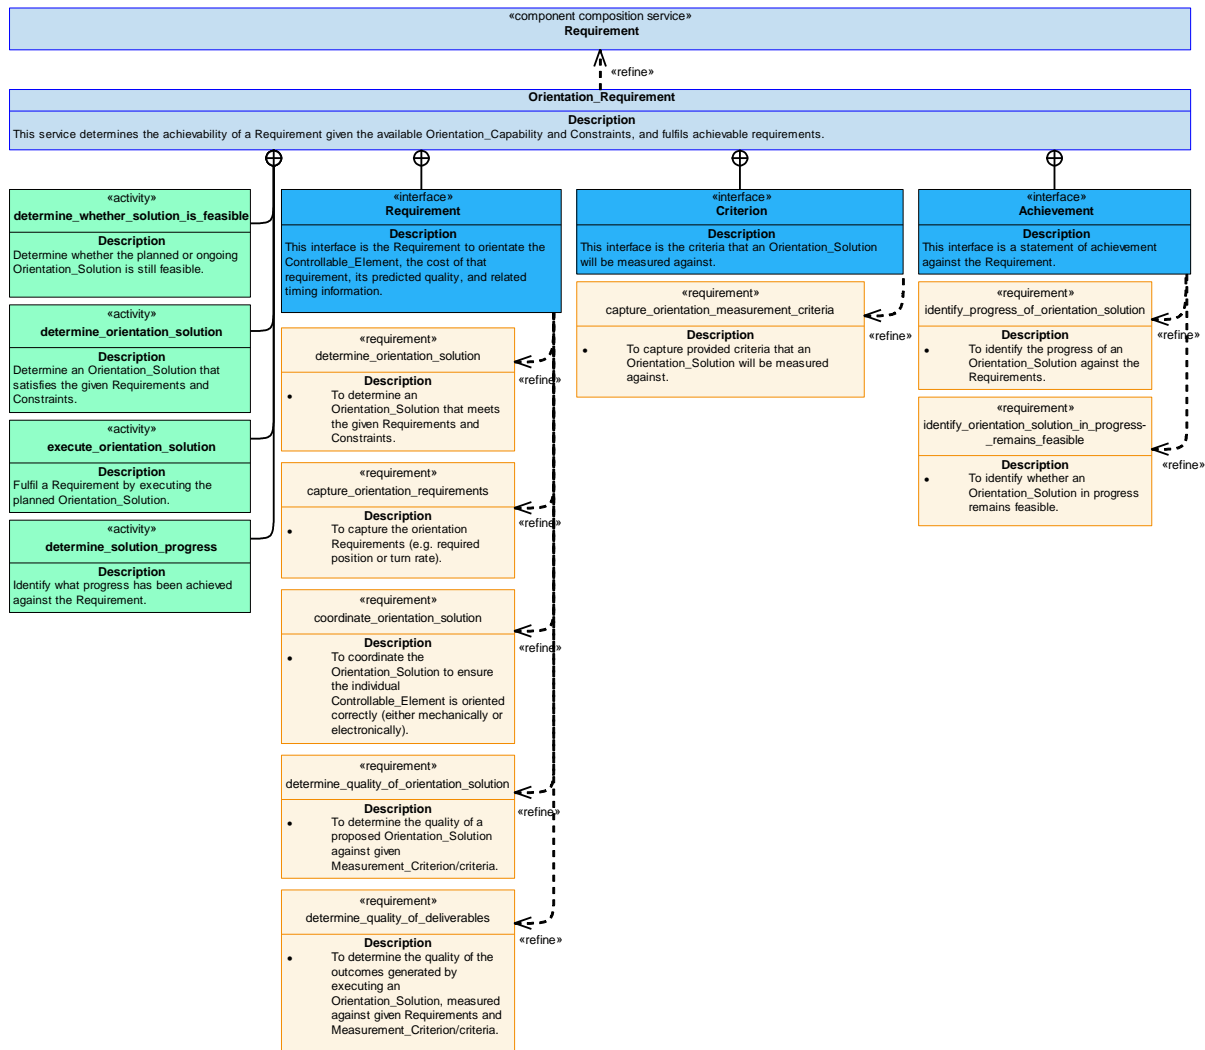 «component composition service»
Requirement
«refine»
Orientation_Requirement
Description
This service determines the achievability of a Requirement given the available Orientation_Capability and Constraints, and fulfils achievable requirements.
«activity»
determine_whether_solution_is_feasible
Description
Determine whether the planned or ongoing
Orientation_Solution is still feasible.
«activity»
determine_orientation_solution
Description
Determine an Orientation_Solution that
satisfies the given Requirements and
Constraints.
«activity»
execute_orientation_solution
Description
Fulfil a Requirement by executing the
planned Orientation_Solution.
«activity»
determine_solution_progress
Description
Identify what progress has been achieved
against the Requirement.
«interface»
Requirement
Description
This interface is the Requirement to orientate the
Controllable_Element, the cost of that
requirement, its predicted quality, and related
timing information.
«requirement»
determine_orientation_solution
Description
• To determine an
Orientation_Solution that meets
the given Requirements and
Constraints.
«refine»
«requirement»
capture_orientation_requirements
Description
• To capture the orientation
Requirements (e.g. required
position or turn rate).
«refine»
«requirement»
coordinate_orientation_solution
Description
• To coordinate the
Orientation_Solution to ensure
the individual
Controllable_Element is oriented
correctly (either mechanically or
electronically).
«refine»
«requirement»
determine_quality_of_orientation_solution
Description
• To determine the quality of a
proposed Orientation_Solution
against given
Measurement_Criterion/criteria.
«refine»
«requirement»
determine_quality_of_deliverables
Description
• To determine the quality of the
outcomes generated by
executing an
Orientation_Solution, measured
against given Requirements and
Measurement_Criterion/criteria.
«refine»
«interface»
Criterion
Description
This interface is the criteria that an Orientation_Solution
will be measured against.
«requirement»
capture_orientation_measurement_criteria
Description
• To capture provided criteria that an
Orientation_Solution will be measured
against.
«refine»
«interface»
Achievement
Description
This interface is a statement of achievement
against the Requirement.
«requirement»
identify_progress_of_orientation_solution
Description
• To identify the progress of an
Orientation_Solution against the
Requirements.
«refine»
«requirement»
identify_orientation_solution_in_progress-
_remains_feasible
Description
• To identify whether an
Orientation_Solution in progress
remains feasible.
«refine»